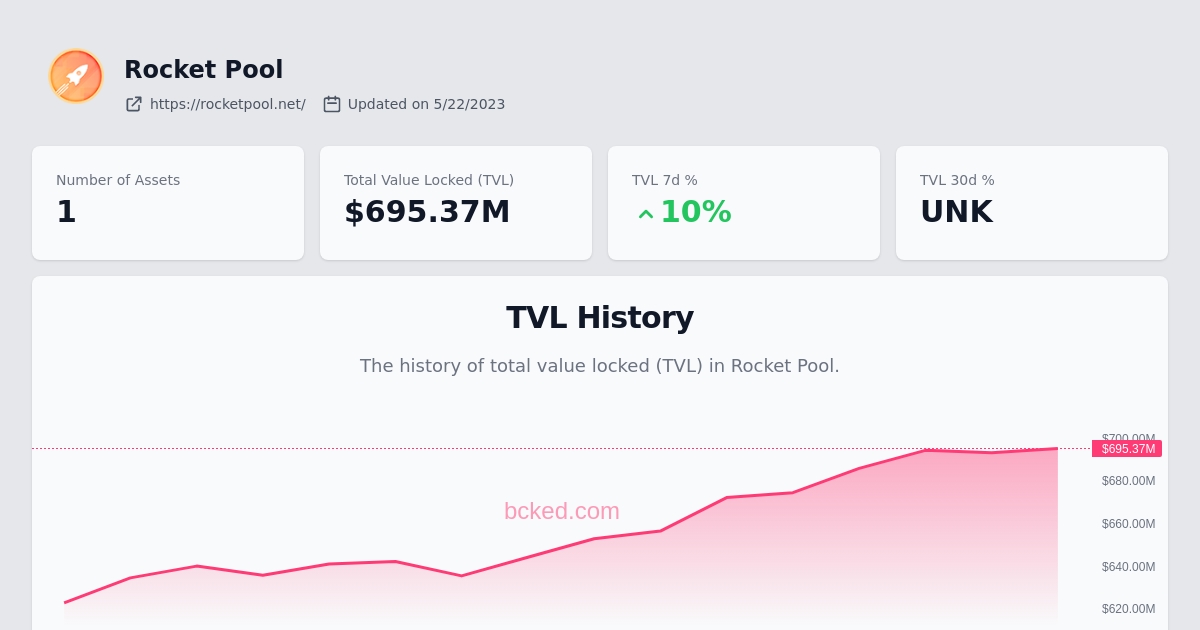 Rocket Pool
https://rocketpool.net/ Updated on 5/22/2023
Number of Assets
1
Total Value Locked (TVL)
$695.37M
TVL 7d %
10%
TVL 30d %
UNK
TVL History
The history of total value locked (TVL) in Rocket Pool.
$700.00M
$695.37M
$680.00M
bcked.com
$660.00M
$640.00M
$620.00M